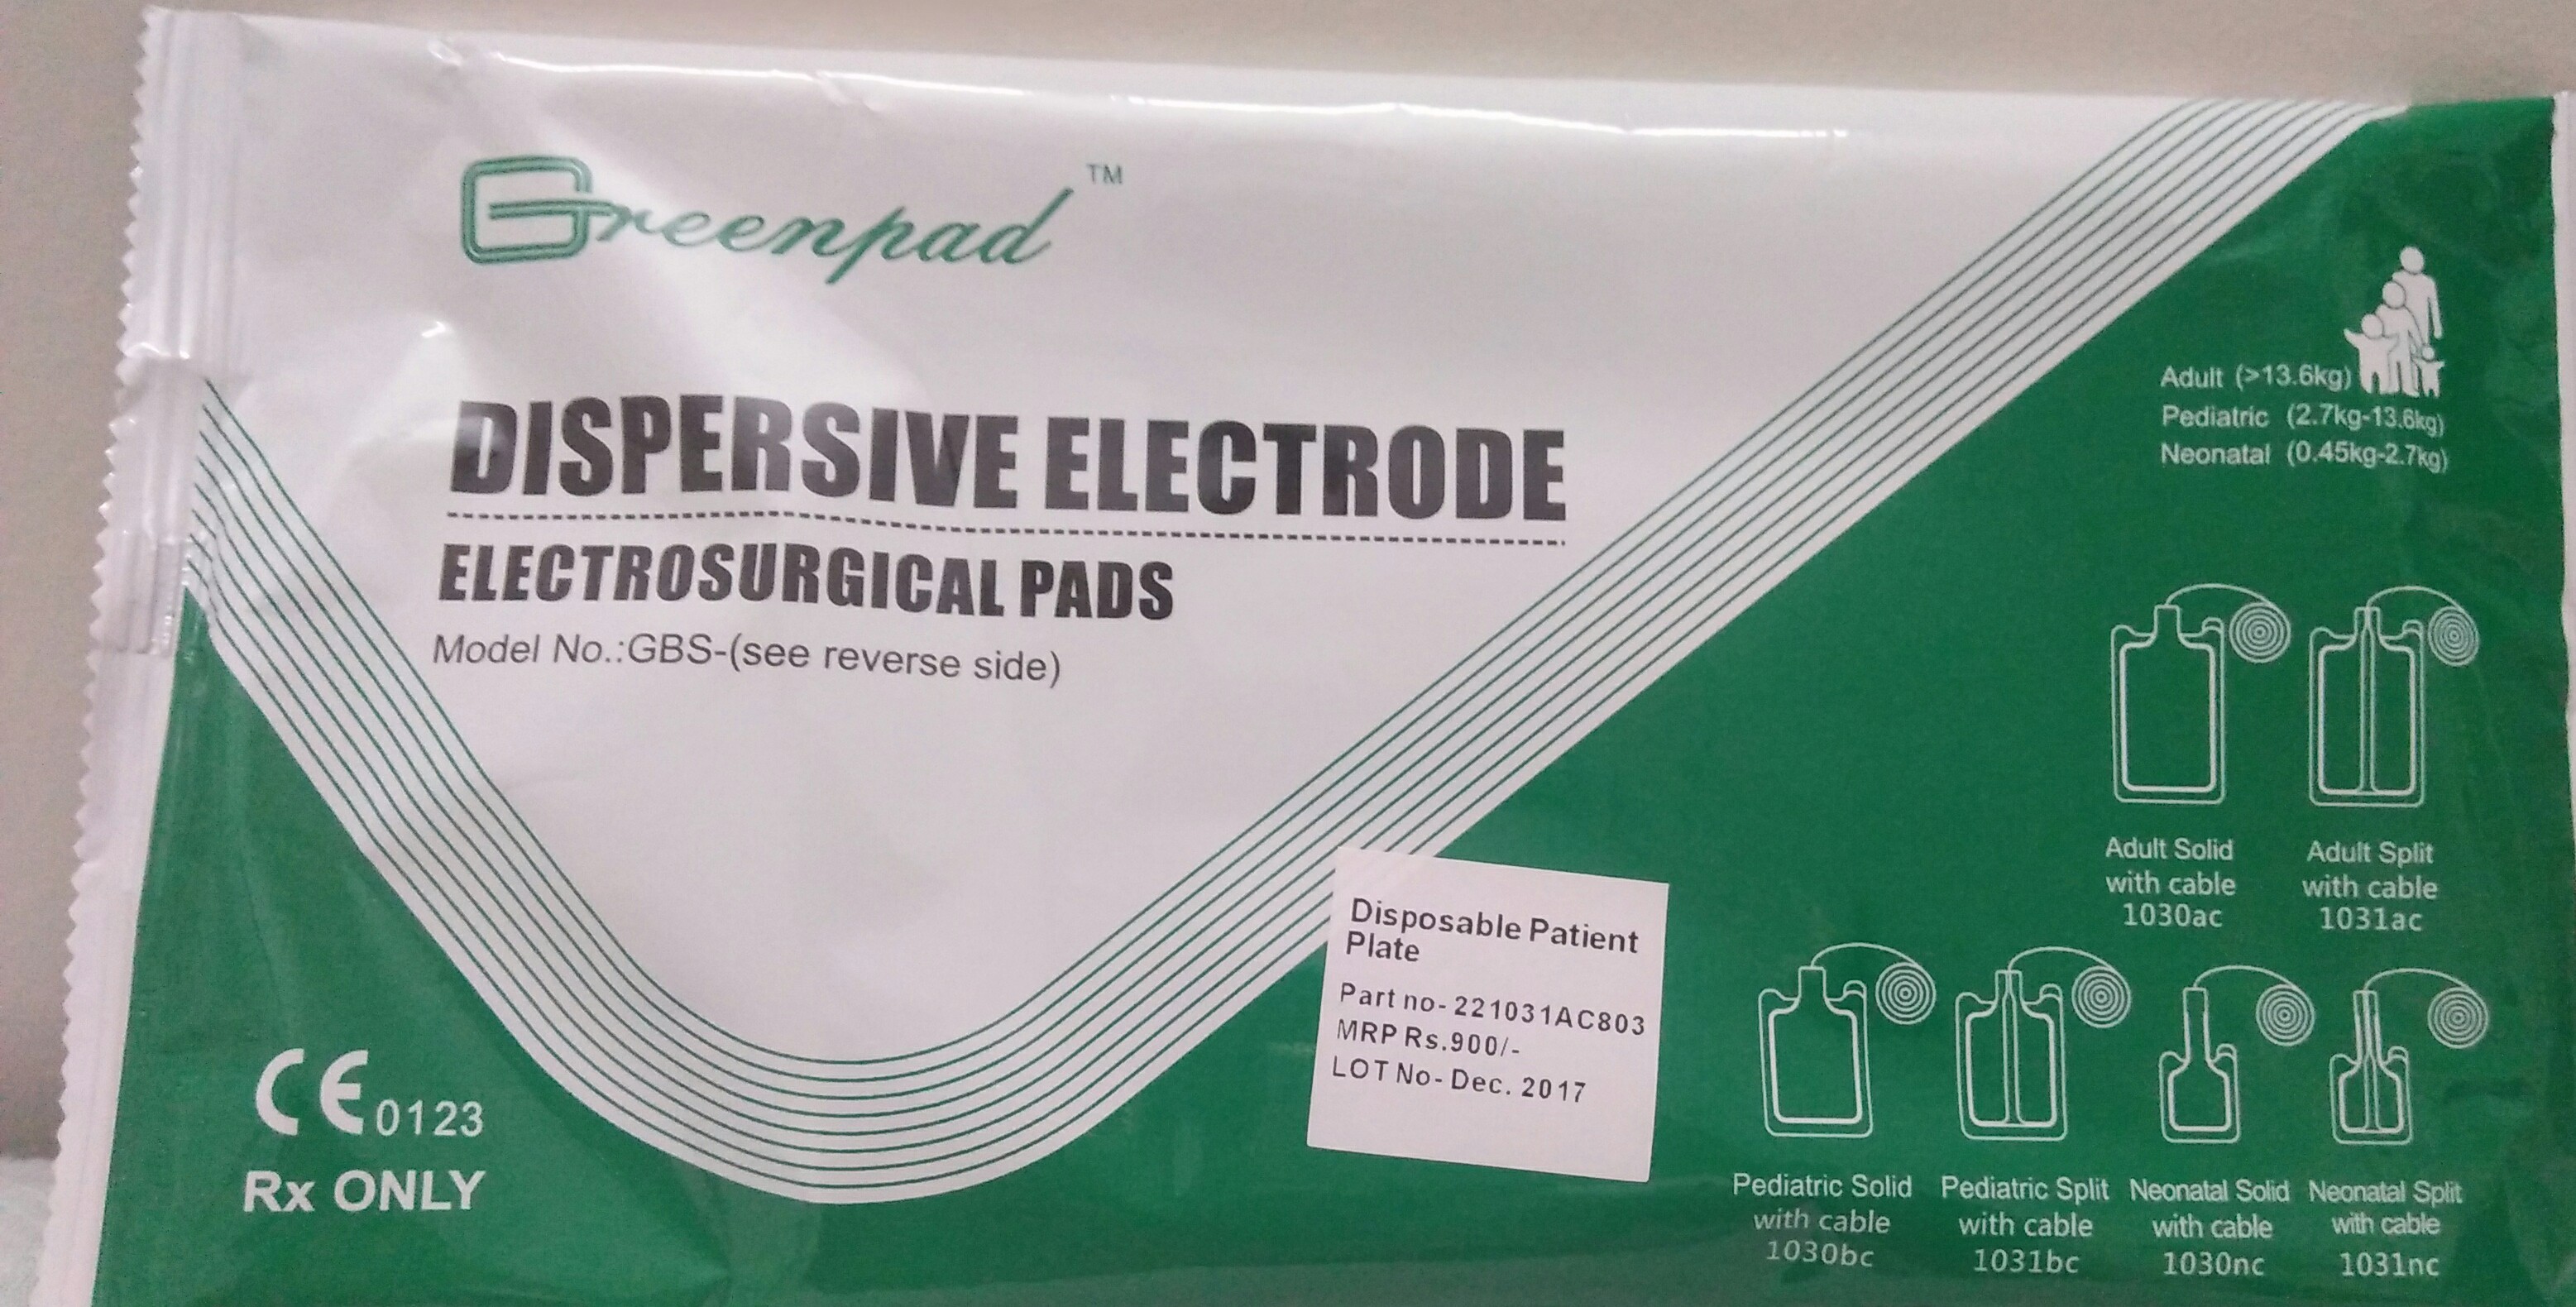 Greenpad™
DISPERSIVE ELECTRODE
ELECTROSURGICAL PADS
Model No.:GBS-(see reverse side)
Adult (>13.6kg)
Pediatric (2.7kg-13.6kg)
Neonatal (0.45kg-2.7kg)
Adult Solid
with cable
1030ac
Adult Split
with cable
1031ac
Disposable Patient
Plate
Part no- 221031AC803
MRP Rs.900/-
LOT No- Dec. 2017
Pediatric Solid
with cable
1030bc
Pediatric Split
with cable
1031bc
Neonatal Solid
with cable
1030nc
Neonatal Split
with cable
1031nc
CE0123
Rx ONLY